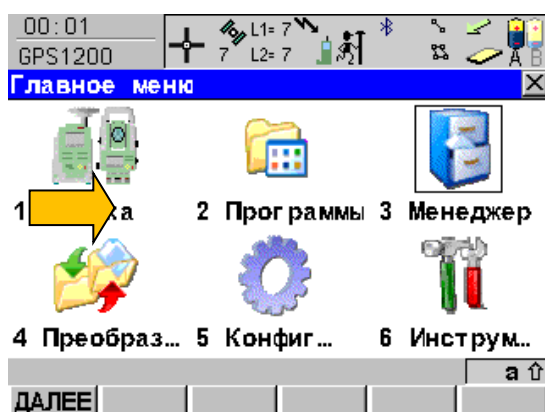 00:01
GPS1200
L1= 7
7 L2= 7
A B
Главное меню
1
2 Программы
3 Менеджер
4 Преобраз...
5 Конфиг...
6 Инструм...
a
ДАЛЕЕ